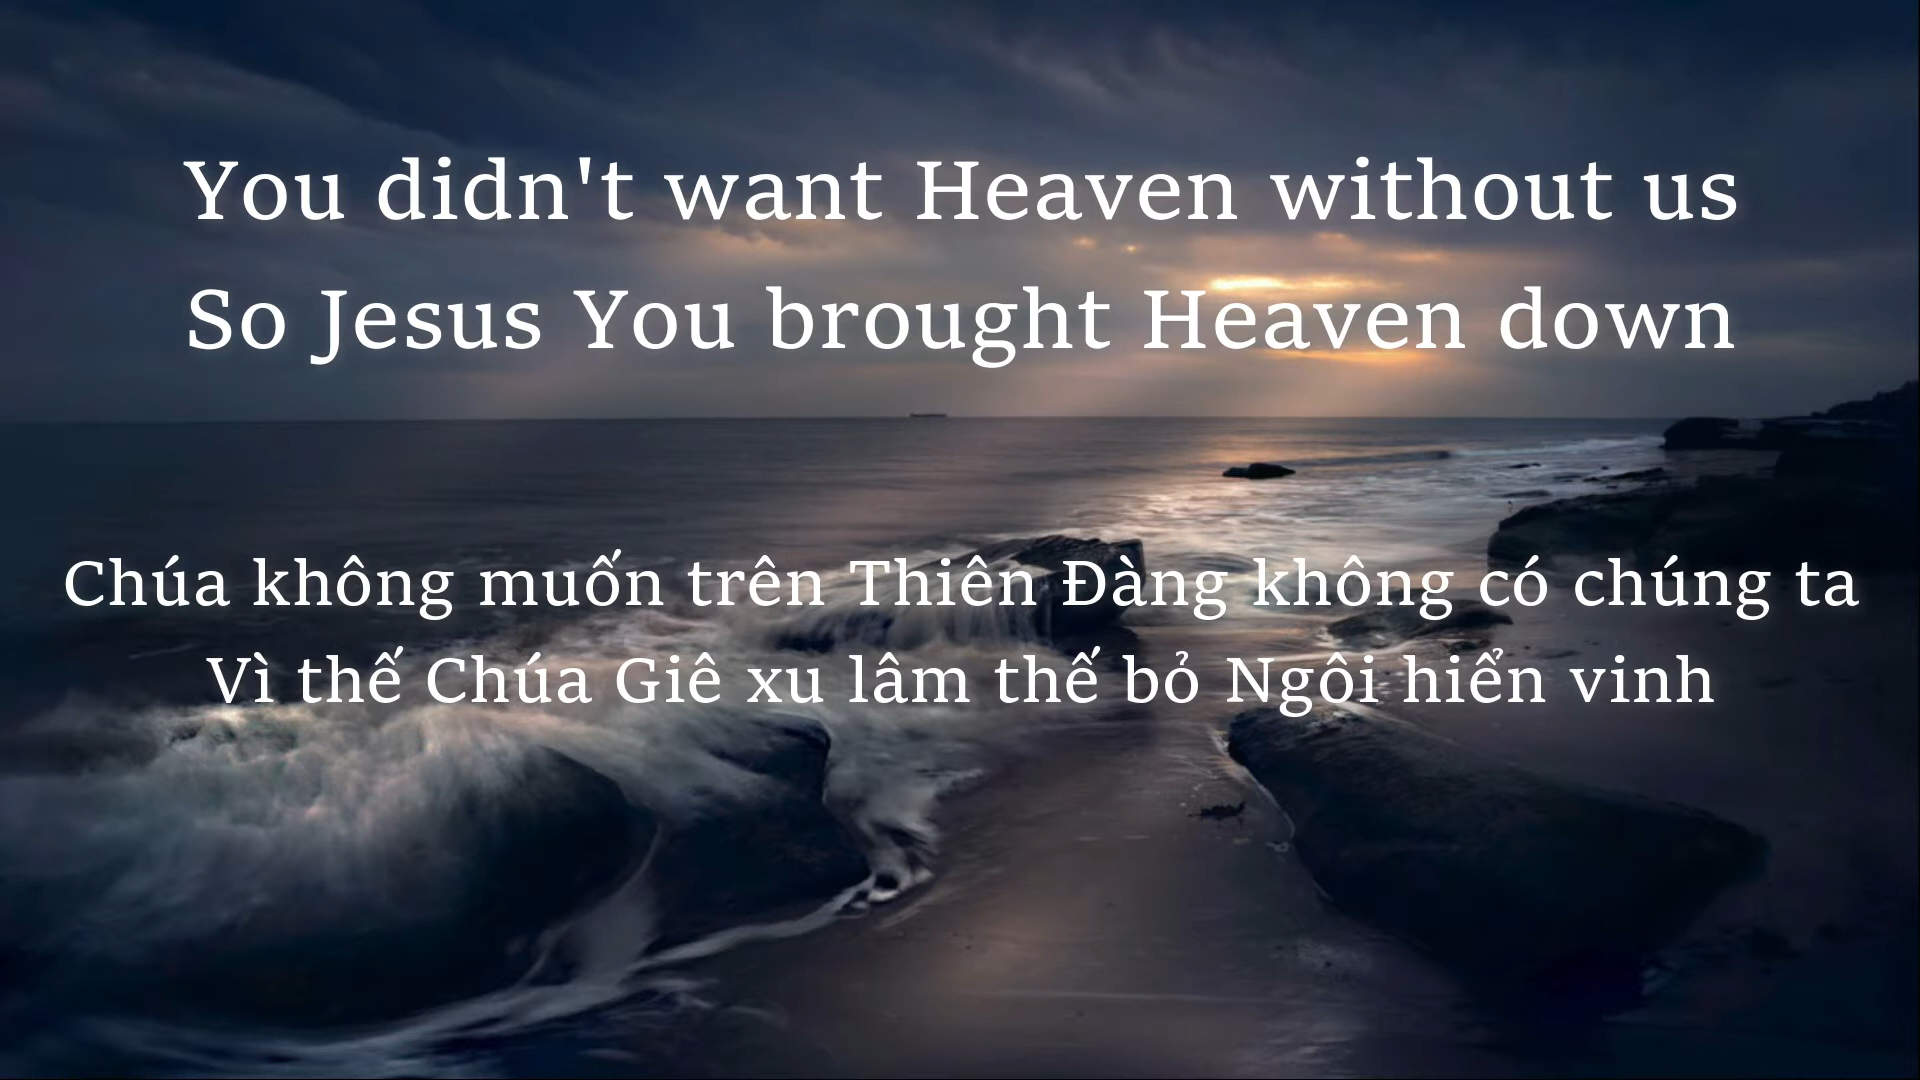 You didn't want Heaven without us
So Jesus You brought Heaven down
Chúa không muốn trên Thiên Đàng không có chúng ta
Vì thế Chúa Giê xu lâm thế bỏ Ngôi hiển vinh